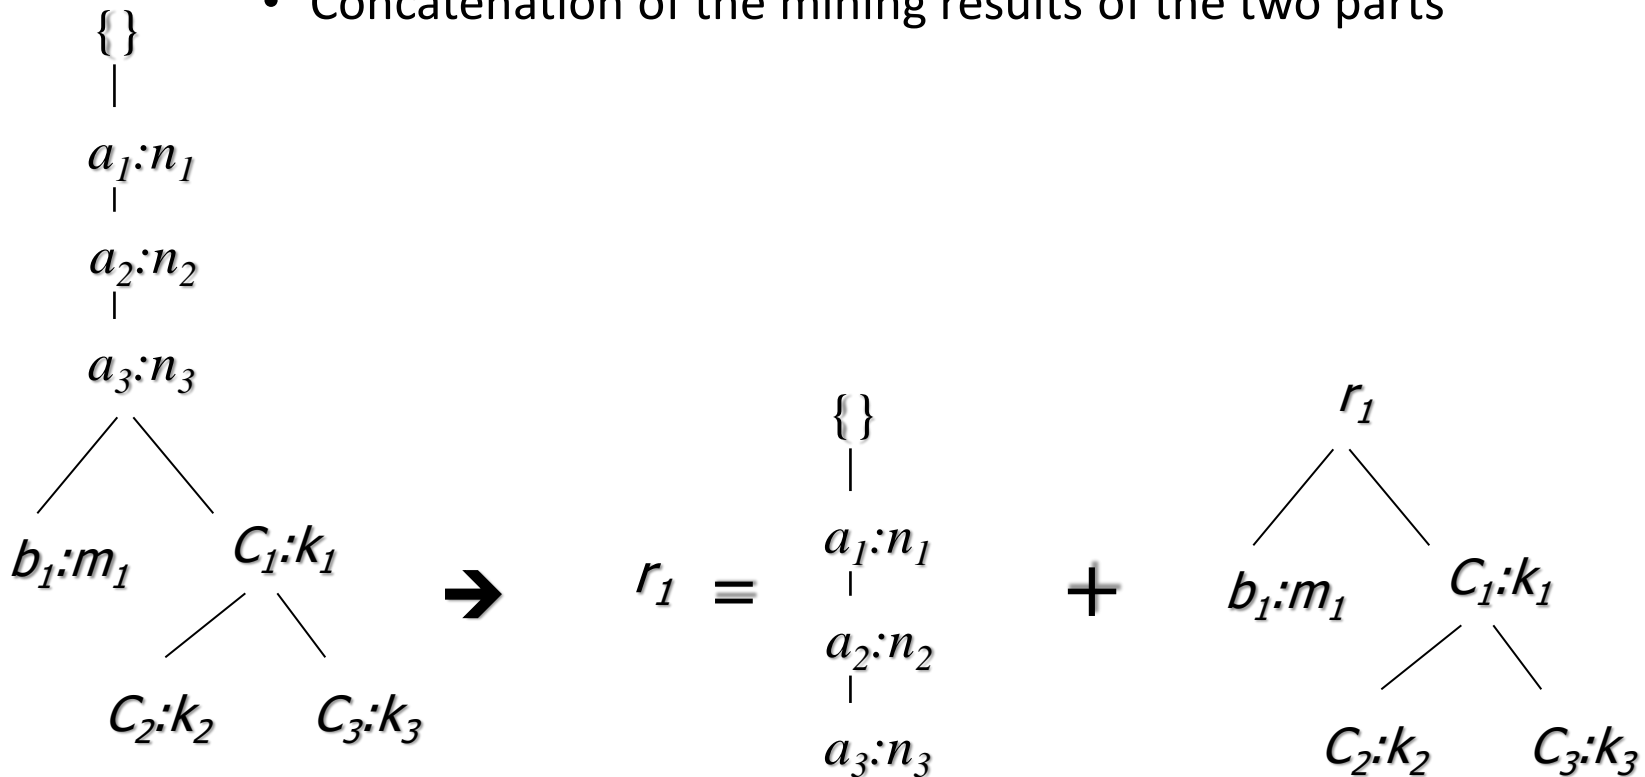 • Concatenation of the mining results of the two parts
{}
a₁:n₁
a₂:n₂
a₃:n₃
b₁:m₁ C₁:k₁
C₂:k₂ C₃:k₃
➔
r₁ =
{}
a₁:n₁
a₂:n₂
a₃:n₃
+
r₁
b₁:m₁ C₁:k₁
C₂:k₂ C₃:k₃